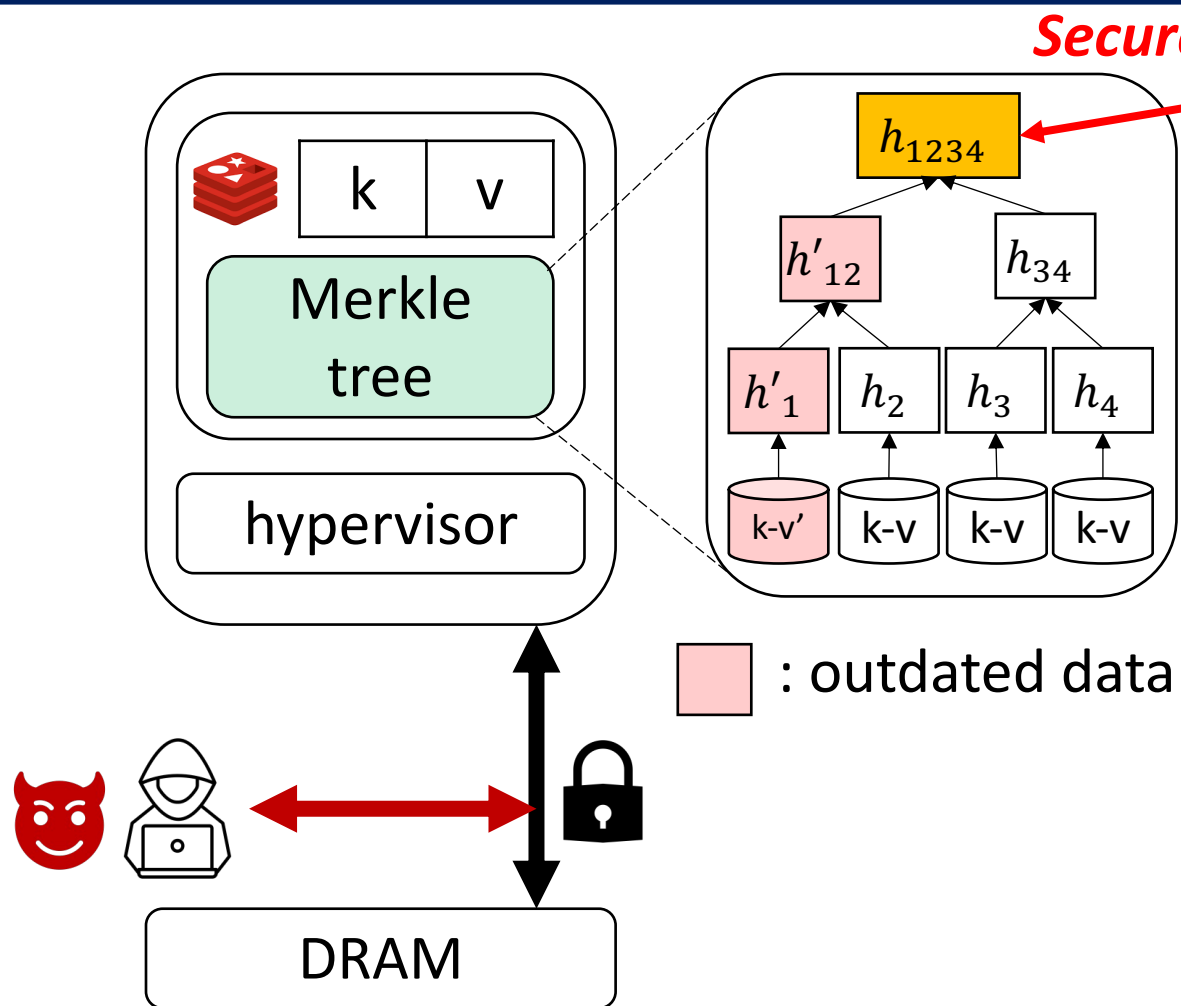 k v
Merkle
tree
hypervisor
DRAM
h₁₂₃₄
h'₁₂ h₃₄
h'₁ h₂ h₃ h₄
k-v’ k-v k-v k-v
: outdated data